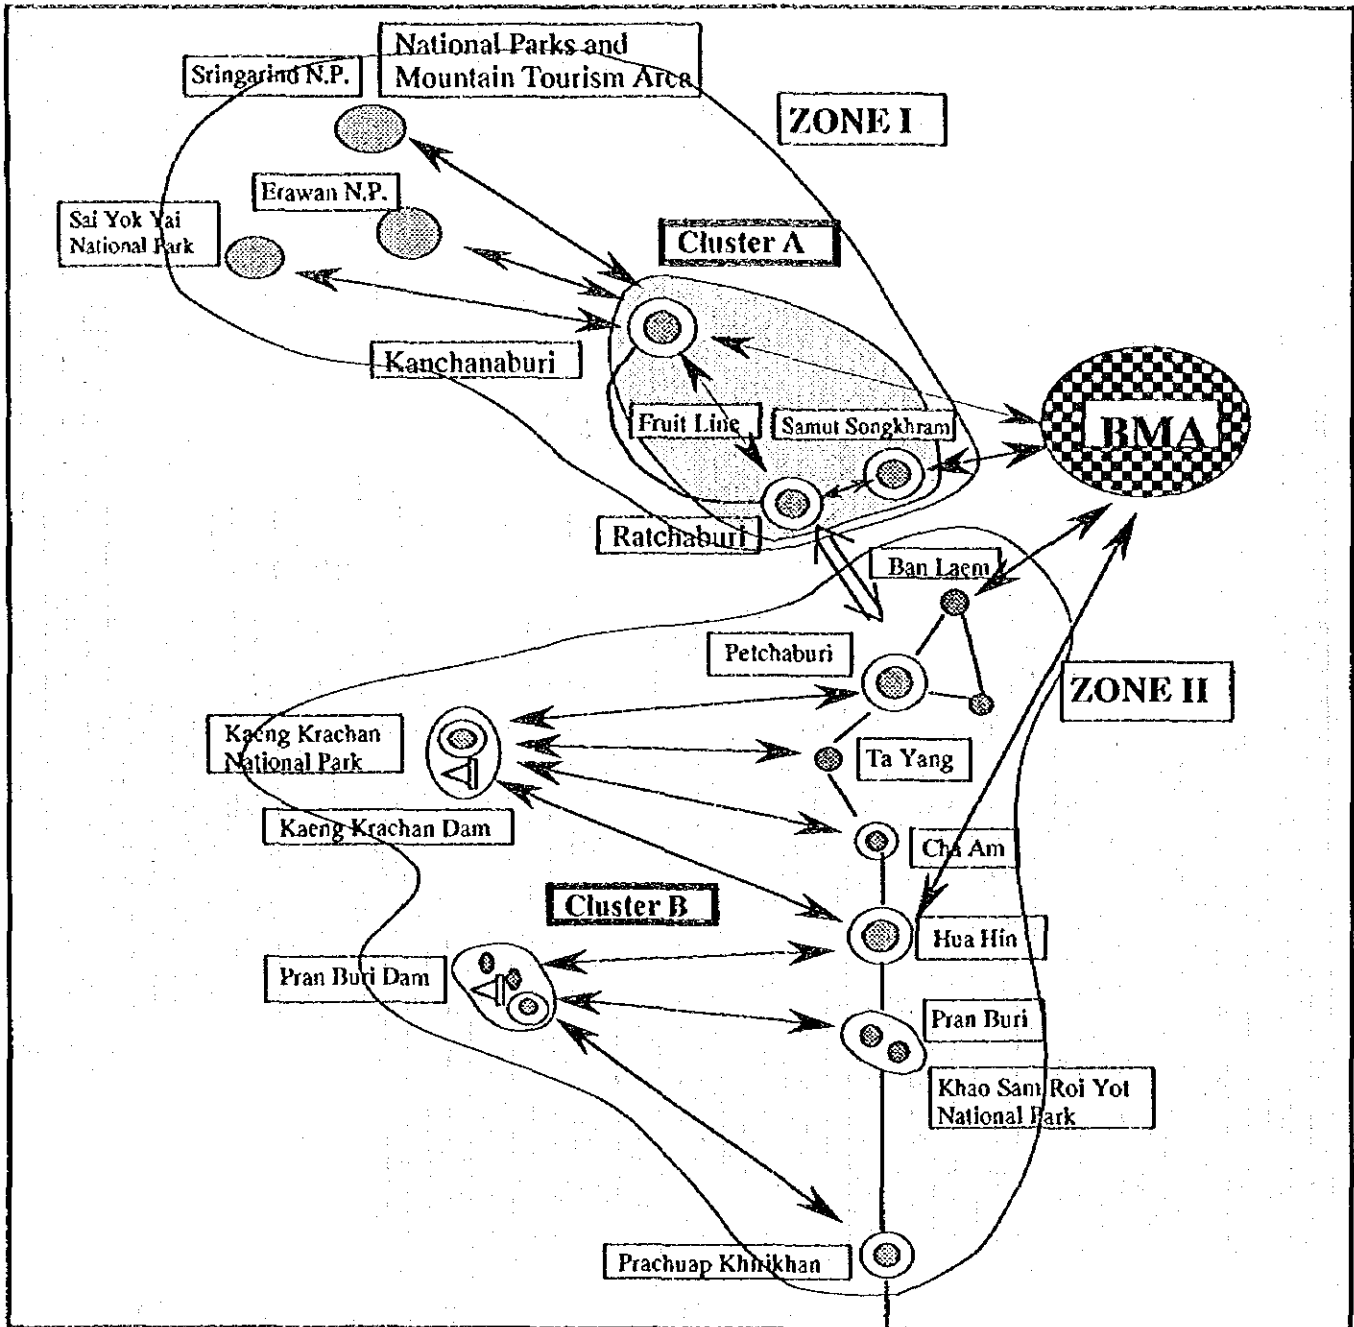 National Parks and
Mountain Tourism Area
Sringarind N.P.
ZONE I
Erawan N.P.
Sai Yok Yai
National Park
Cluster A
Kanchanaburi
Fruit Line
Samut Songkhram
BMA
Ratchaburi
Ban Laem
Petchaburi
ZONE II
Kaeng Krachan
National Park
Ta Yang
Kaeng Krachan Dam
Cha Am
Cluster B
Hua Hin
Pran Buri Dam
Pran Buri
Khao Sam Roi Yot
National Park
Prachuap Khirikhan